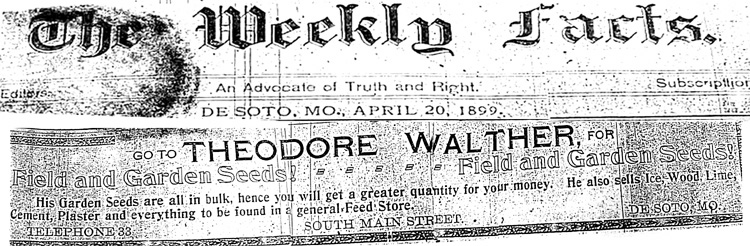 The Weekly Facts.
Editors. An Advocate of Truth and Right. Subscription
DE SOTO, MO., APRIL 20, 1899.
GO TO THEODORE WALTHER, FOR
Field and Garden Seeds! Field and Garden Seeds!
His Garden Seeds are all in bulk, hence you will get a greater quantity for your money. He also sells Ice, Wood, Lime,
Cement, Plaster and everything to be found in a general Feed Store.
TELEPHONE 33. SOUTH MAIN STREET. DE SOTO, MO.